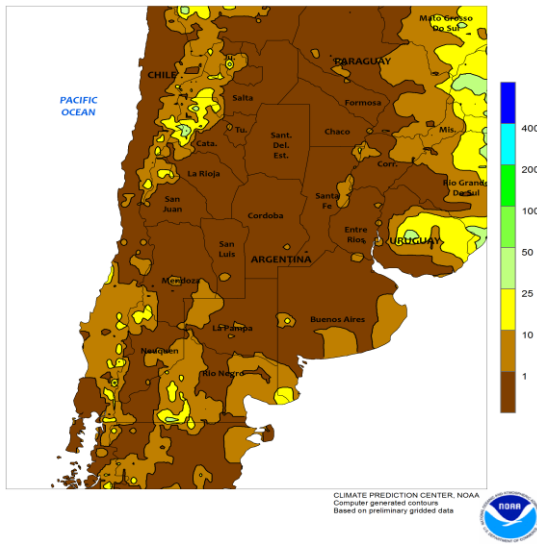 Mato Grosso
Do Sul
PARAGUAY
CHILE
PACIFIC
OCEAN
Salta
Formosa
Tu.
Sant.
Del.
Est.
Chaco
Mis.
Cata.
Corr.
La Rioja
Rio Grande
Do Sul
San
Juan
Santa
Fe
Cordoba
Entre
Rios
URUGUAY
San
Luis
ARGENTINA
Mendoza
La Pampa
Buenos Aires
Neuquen
Rio Negro
400
200
100
50
25
10
1
CLIMATE PREDICTION CENTER, NOAA
Computer generated contours
Based on preliminary gridded data
NOAA